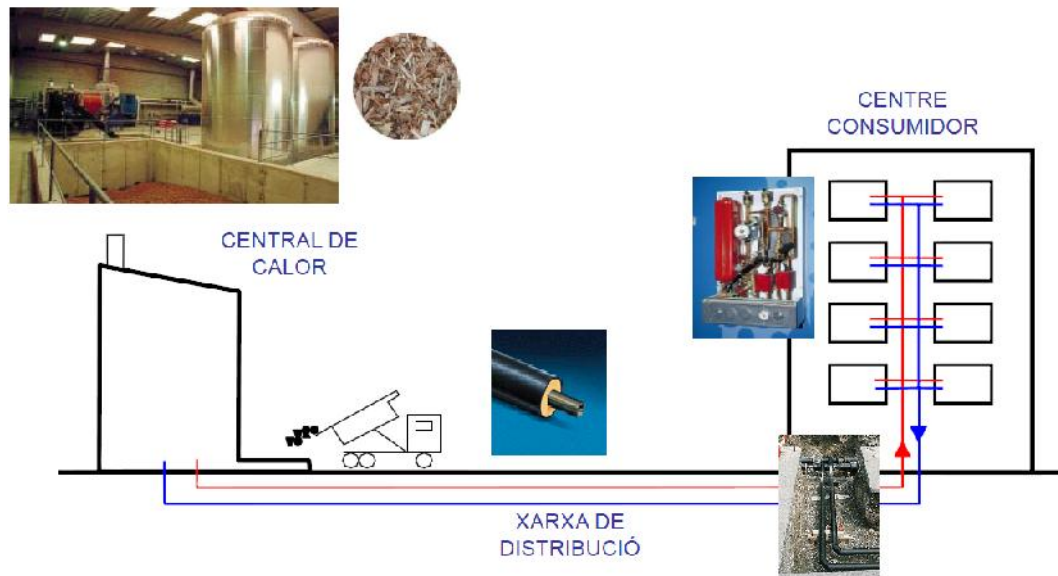 CENTRE
CONSUMIDOR
CENTRAL DE
CALOR
XARXA DE
DISTRIBUCIÓ